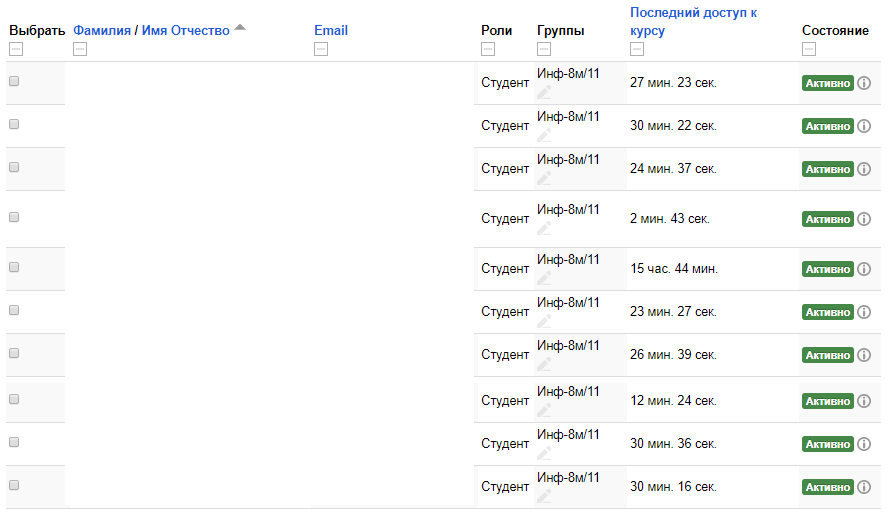 Выбрать Фамилия / Имя Отчество Email Роли Группы Последний доступ к курсу Состояние
Студент Инф-8м/11 27 мин. 23 сек. Активно
Студент Инф-8м/11 30 мин. 22 сек. Активно
Студент Инф-8м/11 24 мин. 37 сек. Активно
Студент Инф-8м/11 2 мин. 43 сек. Активно
Студент Инф-8м/11 15 час. 44 мин. Активно
Студент Инф-8м/11 23 мин. 27 сек. Активно
Студент Инф-8м/11 26 мин. 39 сек. Активно
Студент Инф-8м/11 12 мин. 24 сек. Активно
Студент Инф-8м/11 30 мин. 36 сек. Активно
Студент Инф-8м/11 30 мин. 16 сек. Активно